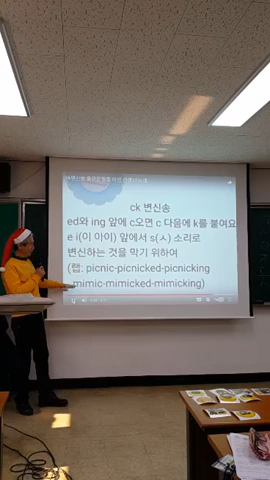 ck 변신송
ed와 ing 앞에 c오면 c 다음에 k를 붙여요
e i(이 아이) 앞에서 s(ㅅ) 소리로
변신하는 것을 막기 위하여
picnic-picnicked-picnicking
mimic-mimicked-mimicking)